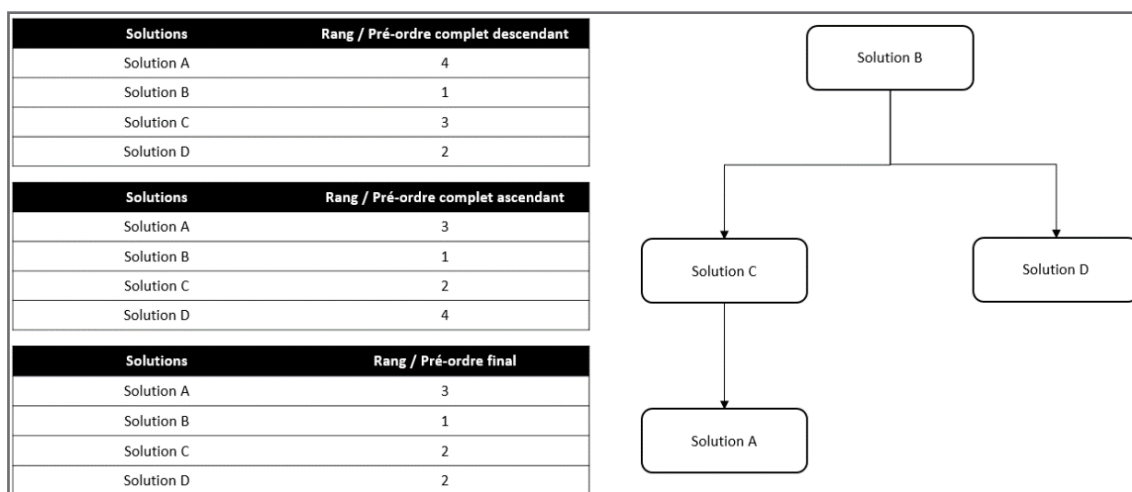 Solutions Rang / Pré-ordre complet descendant
Solution A 4
Solution B 1
Solution C 3
Solution D 2
Solutions Rang / Pré-ordre complet ascendant
Solution A 3
Solution B 1
Solution C 2
Solution D 4
Solutions Rang / Pré-ordre final
Solution A 3
Solution B 1
Solution C 2
Solution D 2
Solution B
Solution C
Solution D
Solution A